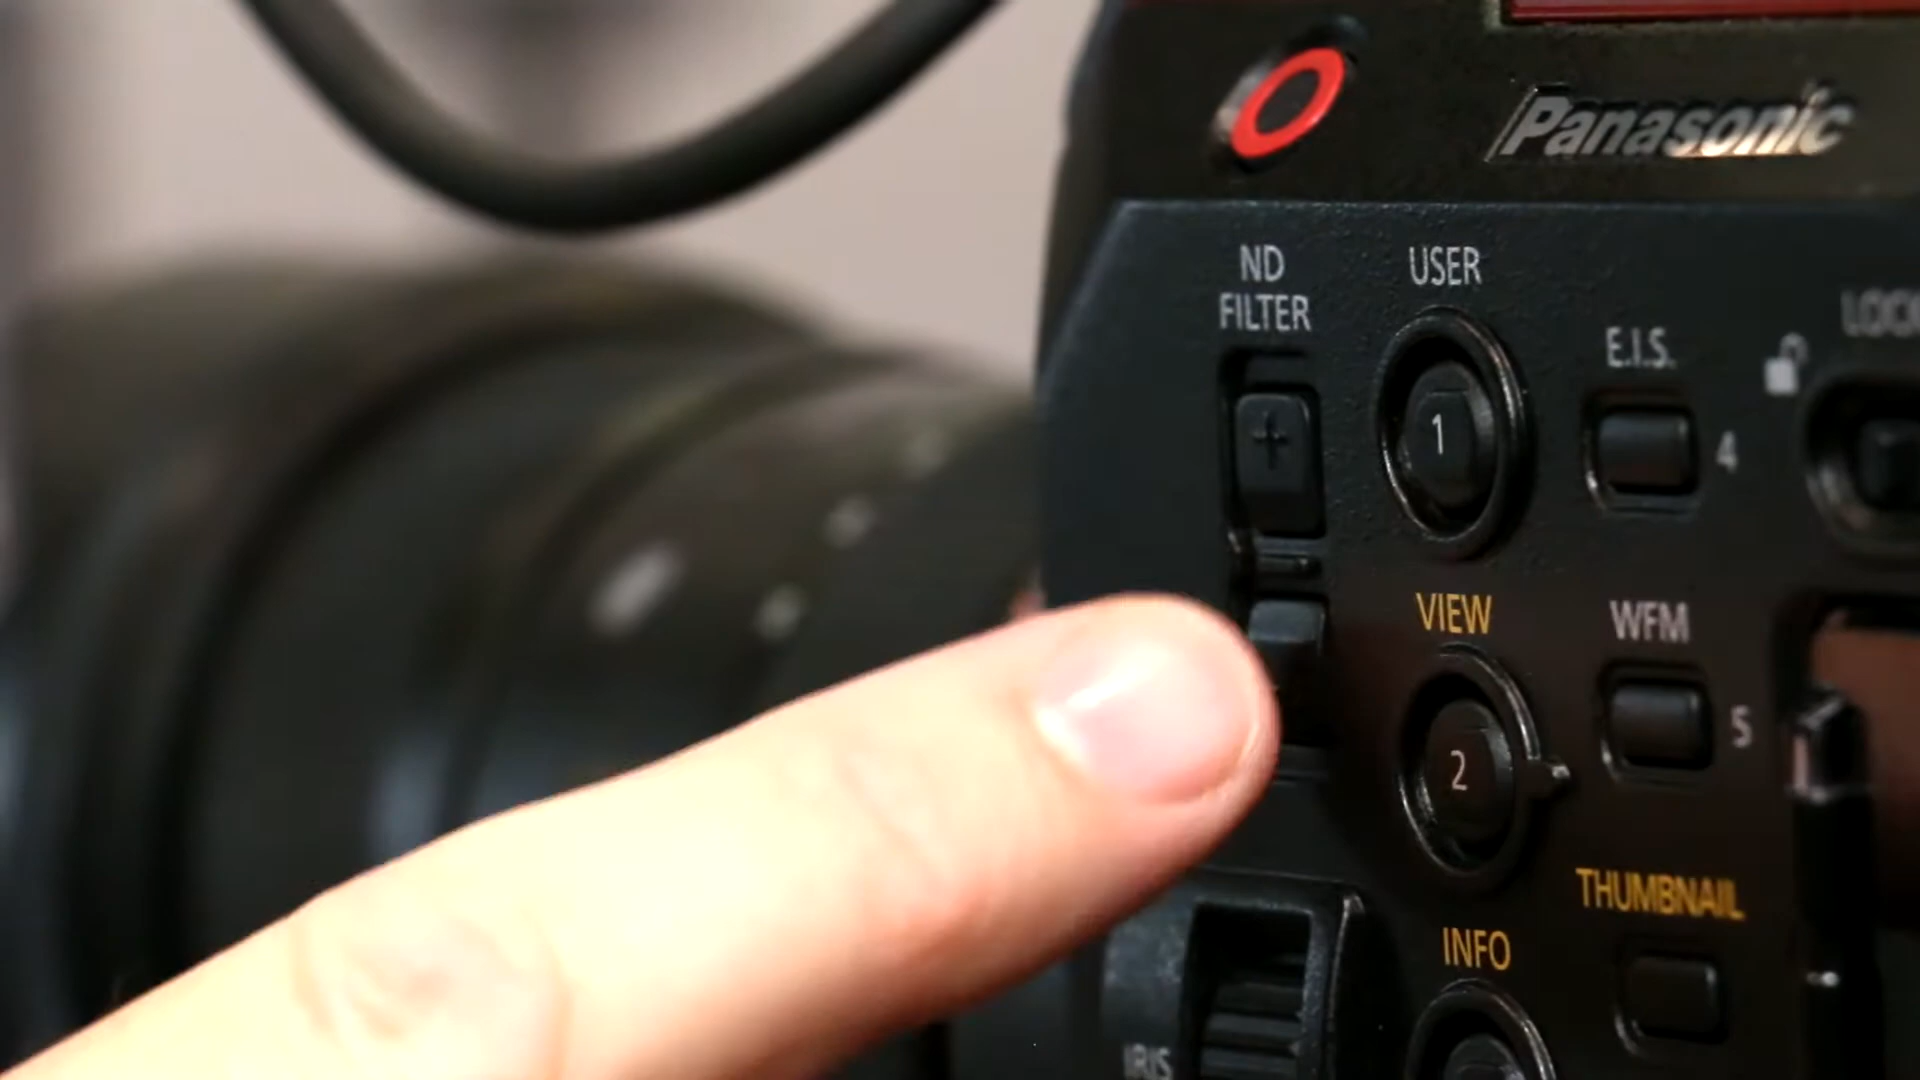 Panasonic
ND
FILTER
USER
E.I.S.
+
1
4
VIEW
WFM
2
5
THUMBNAIL
INFO
IRIS